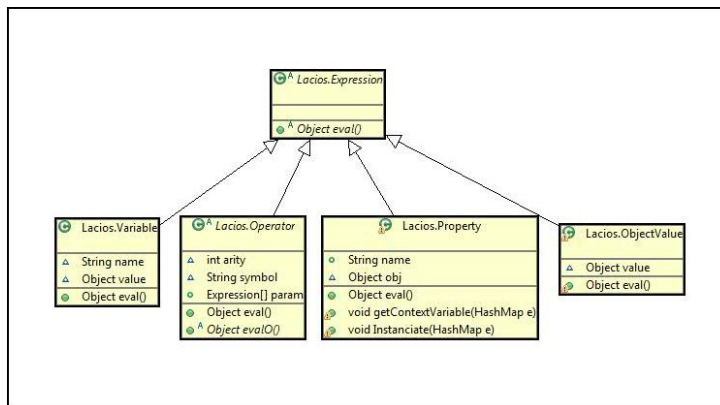 Lacios.Expression
Object eval()
Lacios.Variable
String name
Object value
Object eval()
Lacios.Operator
int arity
String symbol
Expression[] param
Object eval()
Object evalO()
Lacios.Property
String name
Object obj
Object eval()
void getContextVariable(HashMap e)
void Instanciate(HashMap e)
Lacios.ObjectValue
Object value
Object eval()